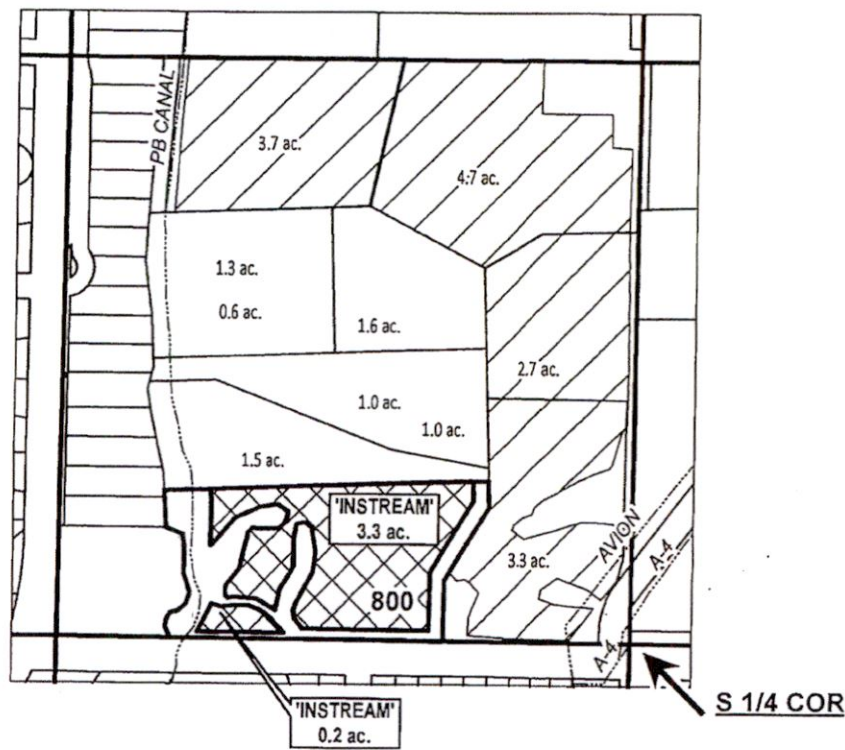 PB CANAL
3.7 ac.
4.7 ac.
1.3 ac.
0.6 ac.
1.6 ac.
2.7 ac.
1.0 ac.
1.0 ac.
1.5 ac.
'INSTREAM'
3.3 ac.
800
3.3 ac.
AVION
A-4
A-4
S 1/4 COR
'INSTREAM'
0.2 ac.